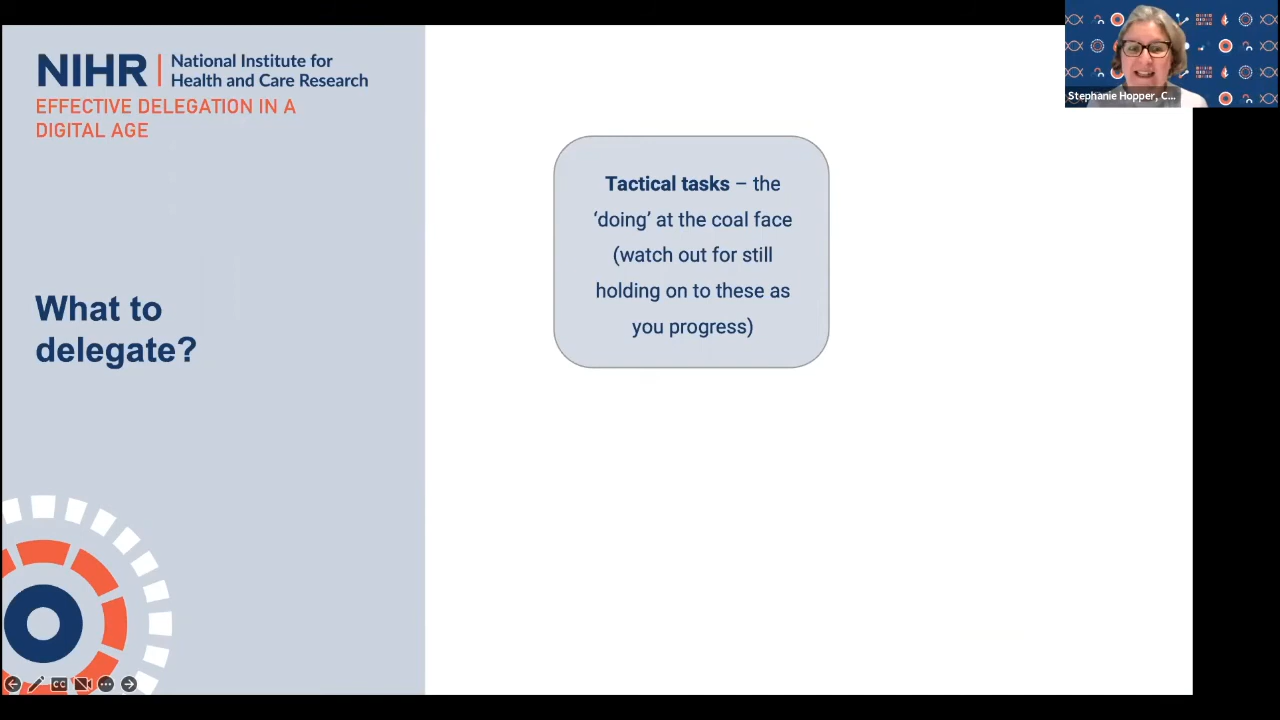 NIHR
National Institute for
Health and Care Research
EFFECTIVE DELEGATION IN A
DIGITAL AGE
What to
delegate?
Tactical tasks – the
‘doing’ at the coal face
(watch out for still
holding on to these as
you progress)
Stephanie Hopper, C...
CC